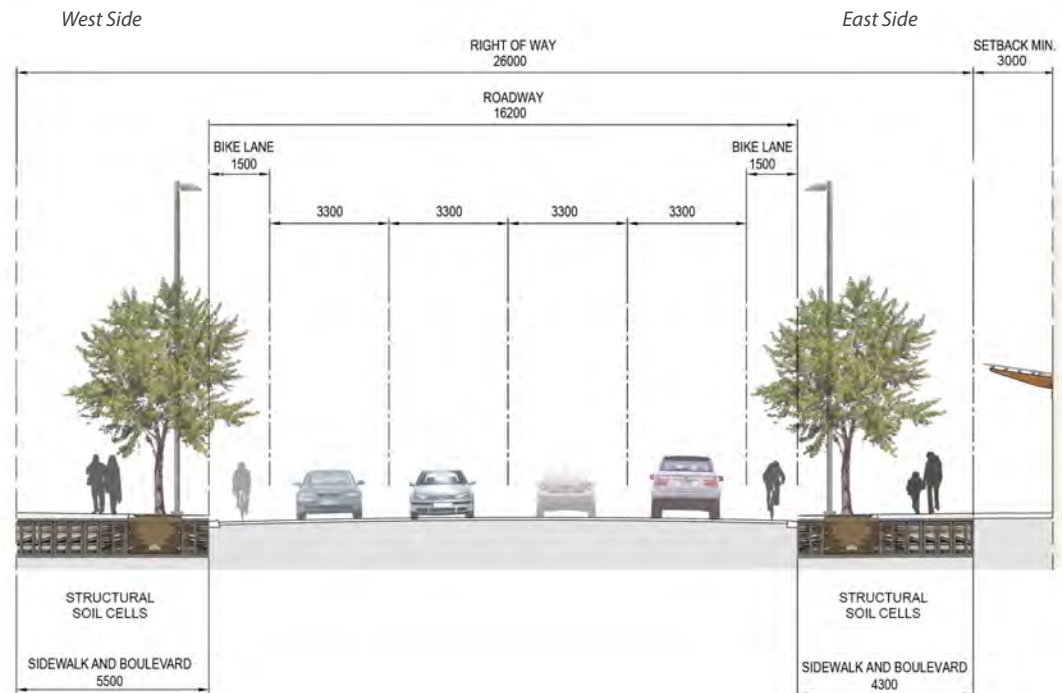 West Side
East Side
RIGHT OF WAY
26000
SETBACK MIN.
3000
ROADWAY
16200
BIKE LANE
1500
BIKE LANE
1500
3300
3300
3300
3300
STRUCTURAL
SOIL CELLS
STRUCTURAL
SOIL CELLS
SIDEWALK AND BOULEVARD
5500
SIDEWALK AND BOULEVARD
4300